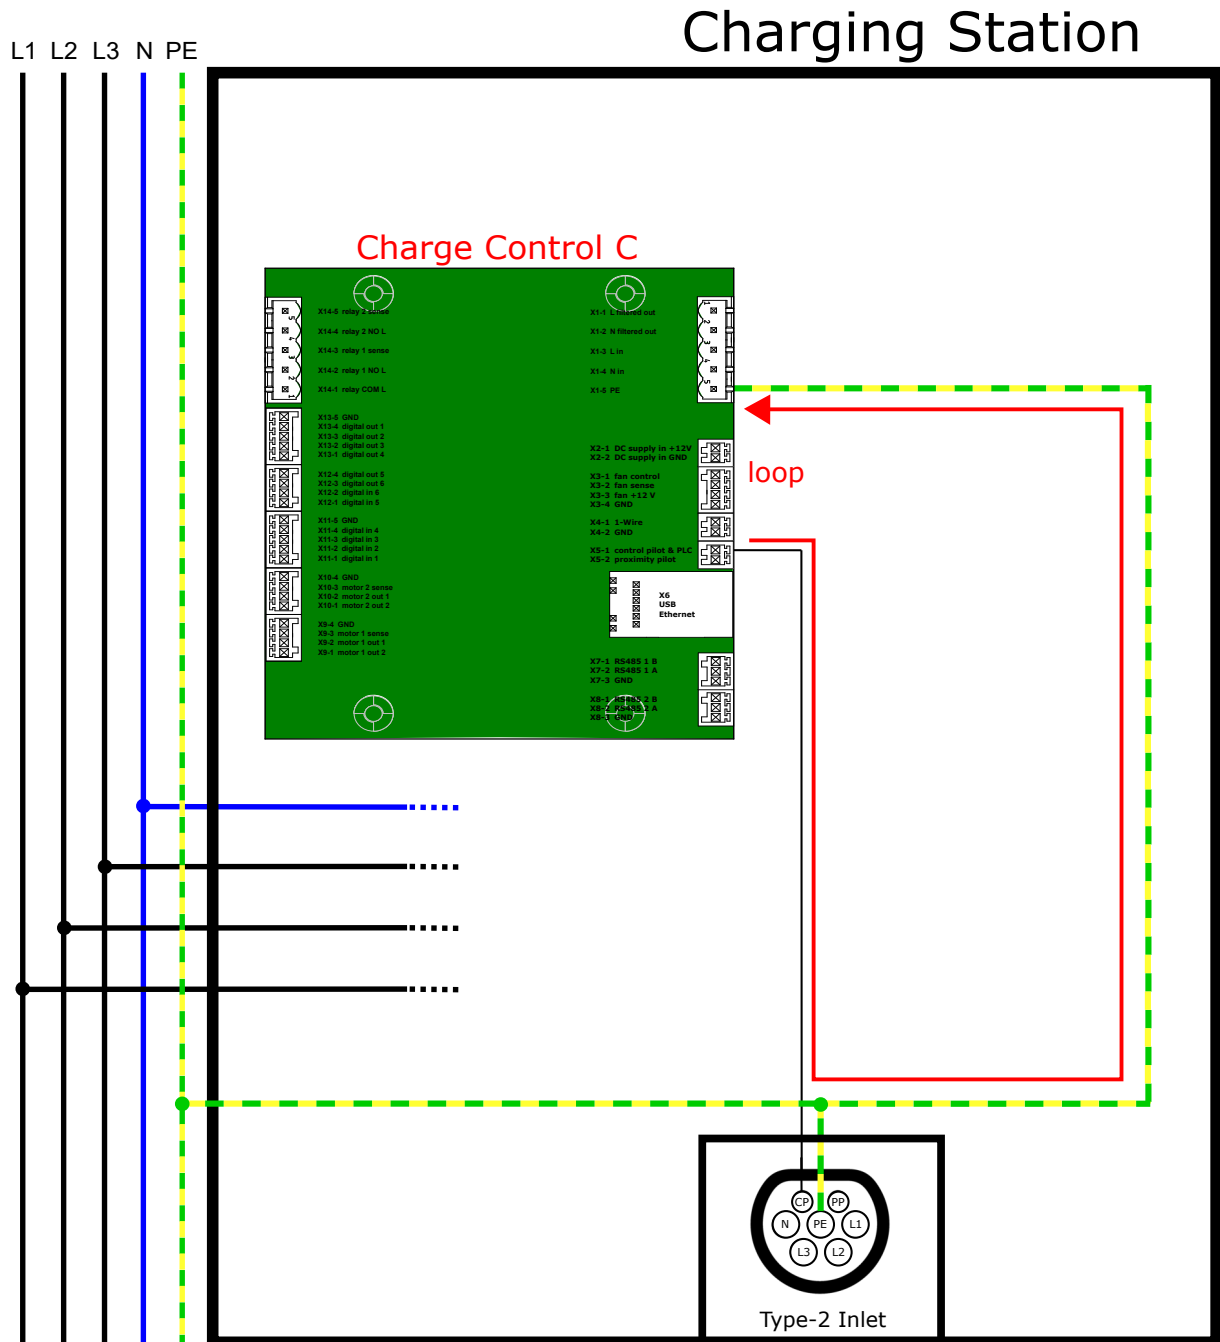 Charging Station
L1 L2 L3 N PE
Charge Control C
X14-5 relay 2 sense
X14-4 relay 2 NO L
X14-3 relay 1 sense
X14-2 relay 1 NO L
X14-1 relay COM L
5
4
3
2
1
X13-5 GND
X13-4 digital out 1
X13-3 digital out 2
X13-2 digital out 3
X13-1 digital out 4
X12-4 digital out 5
X12-3 digital out 6
X12-2 digital in 6
X12-1 digital in 5
X11-5 GND
X11-4 digital in 4
X11-3 digital in 3
X11-2 digital in 2
X11-1 digital in 1
X10-4 GND
X10-3 motor 2 sense
X10-2 motor 2 out 1
X10-1 motor 2 out 2
X9-4 GND
X9-3 motor 1 sense
X9-2 motor 1 out 1
X9-1 motor 1 out 2
X1-1 L filtered out
X1-2 N filtered out
X1-3 L in
X1-4 N in
X1-5 PE
1
2
3
4
5
X2-1 DC supply in +12V
X2-2 DC supply in GND
X3-1 fan control
X3-2 fan sense
X3-3 fan +12 V
X3-4 GND
X4-1 1-Wire
X4-2 GND
X5-1 control pilot & PLC
X5-2 proximity pilot
X6
USB
Ethernet
X7-1 RS485 1 B
X7-2 RS485 1 A
X7-3 GND
X8-1 RS485 2 B
X8-2 RS485 2 A
X8-3 GND
loop
CP PP
N PE L1
L3 L2
Type-2 Inlet